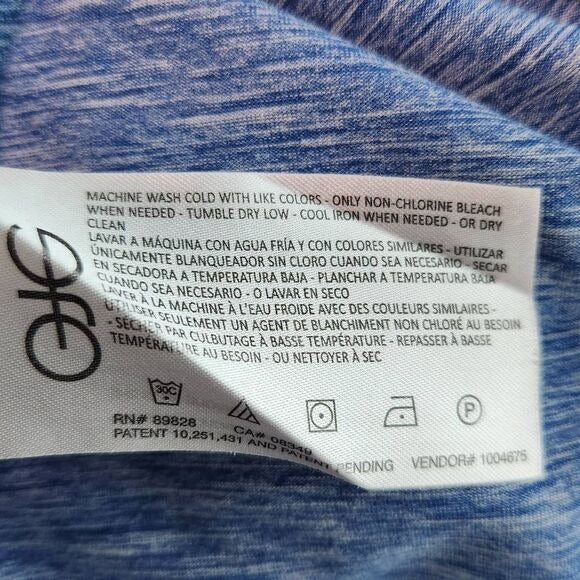 MACHINE WASH COLD WITH LIKE COLORS - ONLY NON-CHLORINE BLEACH
WHEN NEEDED - TUMBLE DRY LOW - COOL IRON WHEN NEEDED - OR DRY
CLEAN
LAVAR A MÁQUINA CON AGUA FRÍA Y CON COLORES SIMILARES - UTILIZAR
ÚNICAMENTE BLANQUEADOR SIN CLORO CUANDO SEA NECESARIO - SECAR
EN SECADORA A TEMPERATURA BAJA - PLANCHAR A TEMPERATURA BAJA
CUANDO SEA NECESARIO - O LAVAR EN SECO
LAVER À LA MACHINE À L'EAU FROIDE AVEC DES COULEURS SIMILAIRES -
UTILISER SEULEMENT UN AGENT DE BLANCHIMENT NON CHLORÉ AU BESOIN
- SÉCHER PAR CULBUTAGE À BASSE TEMPÉRATURE - REPASSER À BASSE
TEMPÉRATURE AU BESOIN - OU NETTOYER À SEC
30C
P
RN# 89828 CA# 08349
PATENT 10,251,431 AND PATENT PENDING VENDOR# 1004675